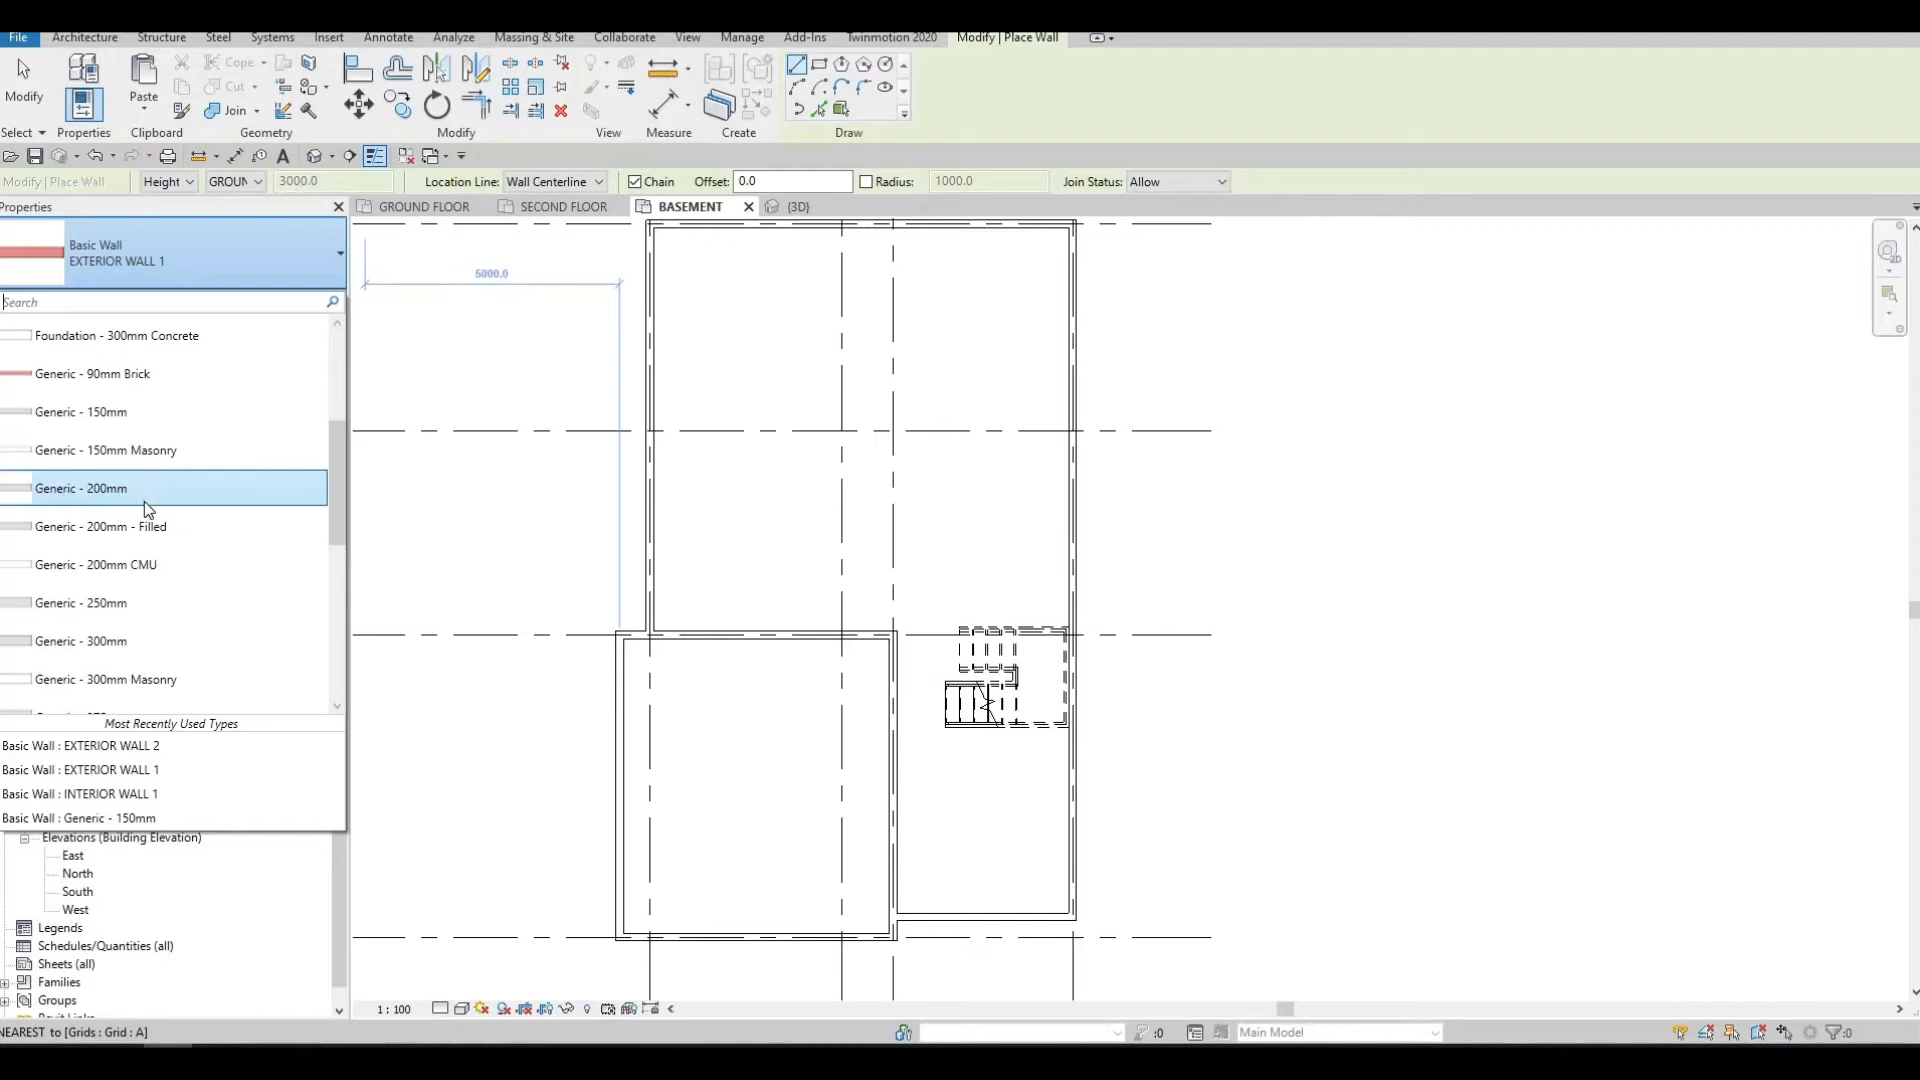 File Architecture Structure Steel Systems Insert Annotate Analyze Massing & Site Collaborate View Manage Add-Ins Twinmotion 2020 Modify | Place Wall
Cope
Cut
Modify Paste Join
Select Properties Clipboard Geometry Modify View Measure Create Draw
Modify | Place Wall Height GROUN 3000.0 Location Line: Wall Centerline Chain Offset: 0.0 Radius: 1000.0 Join Status: Allow
Properties GROUND FLOOR SECOND FLOOR BASEMENT {3D}
Basic Wall
EXTERIOR WALL 1
2D
5000.0
Search
Foundation - 300mm Concrete
Generic - 90mm Brick
Generic - 150mm
Generic - 150mm Masonry
Generic - 200mm
Generic - 200mm - Filled
Generic - 200mm CMU
Generic - 250mm
Generic - 300mm
Generic - 300mm Masonry
Most Recently Used Types
Basic Wall : EXTERIOR WALL 2
Basic Wall : EXTERIOR WALL 1
Basic Wall : INTERIOR WALL 1
Basic Wall : Generic - 150mm
Elevations (Building Elevation)
East
North
South
West
Legends
Schedules/Quantities (all)
Sheets (all)
Families
Groups
1 : 100
NEAREST to [Grids : Grid : A] :0 Main Model :0